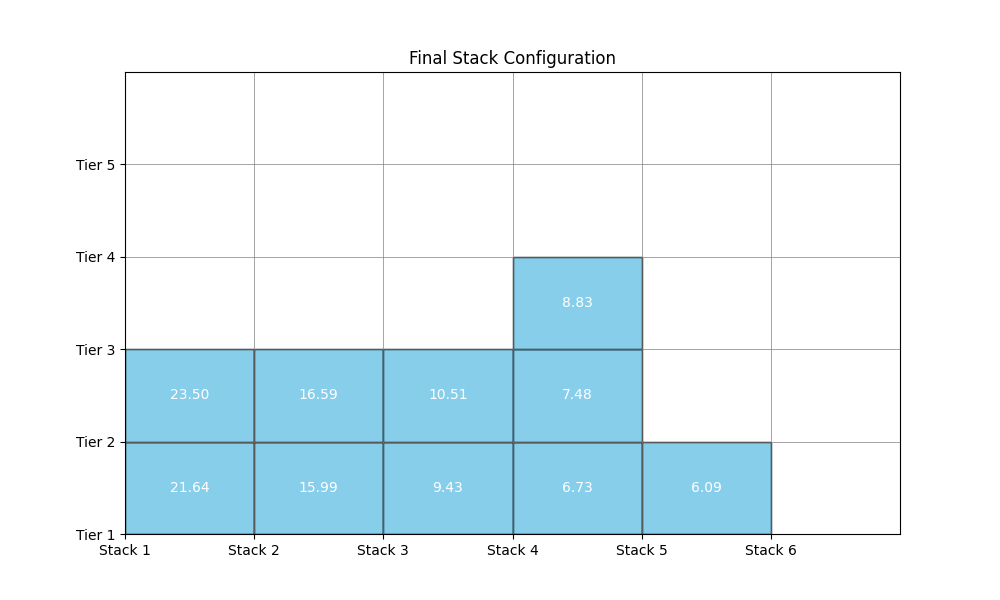 Final Stack Configuration
Tier 5
Tier 4
8.83
Tier 3
23.50 16.59 10.51 7.48
Tier 2
21.64 15.99 9.43 6.73 6.09
Tier 1
Stack 1 Stack 2 Stack 3 Stack 4 Stack 5 Stack 6